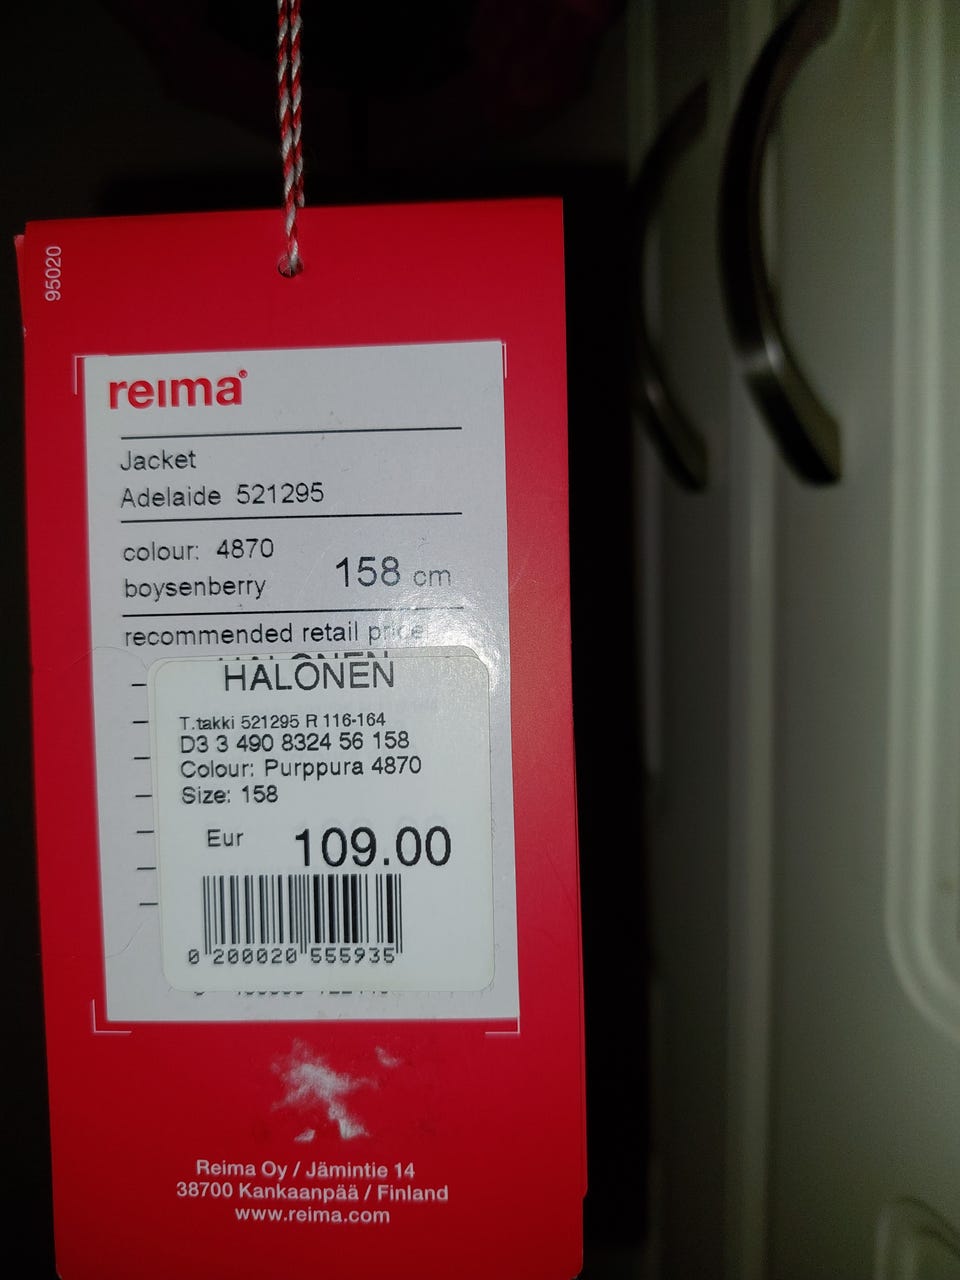 95020
reima®
Jacket
Adelaide 521295
colour: 4870
boysenberry 158 cm
recommended retail price
HALONEN
HALONEN
T.takki 521295 R 116-164
D3 3 490 8324 56 158
Colour: Purppura 4870
Size: 158
Eur 109.00
0 200020 555935
Reima Oy / Jämintie 14
38700 Kankaanpää / Finland
www.reima.com